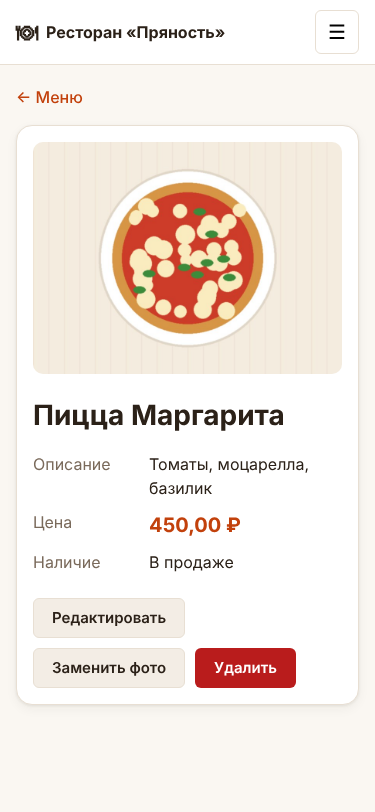 Ресторан «Пряность»
← Меню
Пицца Маргарита
Описание Томаты, моцарелла, базилик
Цена 450,00 ₽
Наличие В продаже
Редактировать
Заменить фото Удалить